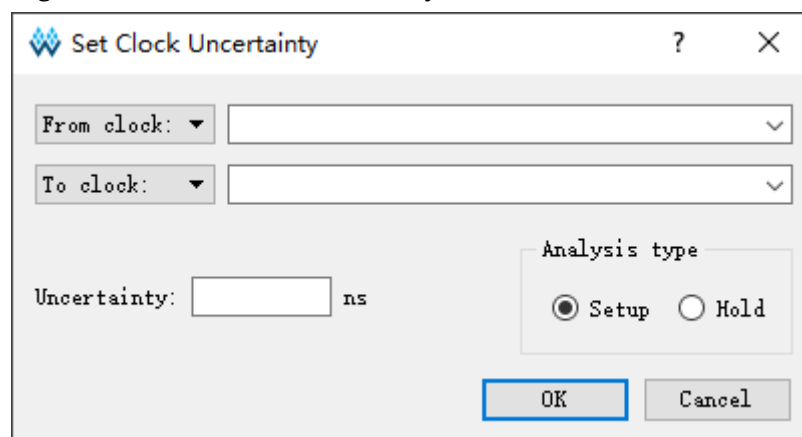 Set Clock Uncertainty ?
From clock:
To clock:
Analysis type
Uncertainty: ns
Setup Hold
OK Cancel